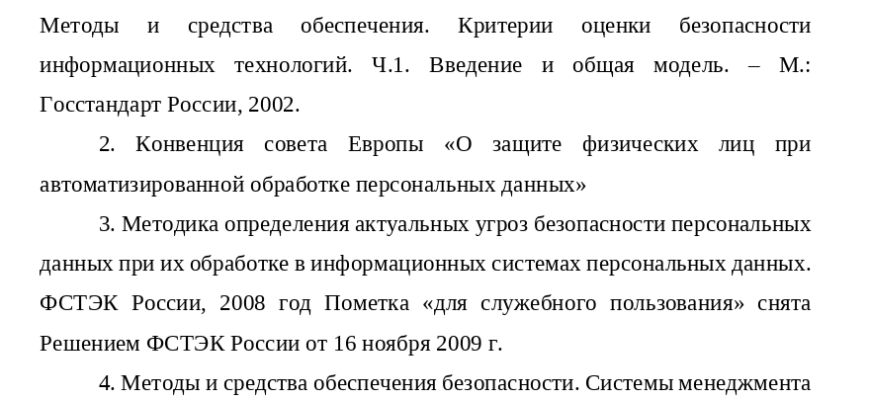 Методы и средства обеспечения. Критерии оценки безопасности
информационных технологий. Ч.1. Введение и общая модель. – М.:
Госстандарт России, 2002.
2. Конвенция совета Европы «О защите физических лиц при
автоматизированной обработке персональных данных»
3. Методика определения актуальных угроз безопасности персональных
данных при их обработке в информационных системах персональных данных.
ФСТЭК России, 2008 год Пометка «для служебного пользования» снята
Решением ФСТЭК России от 16 ноября 2009 г.
4. Методы и средства обеспечения безопасности. Системы менеджмента